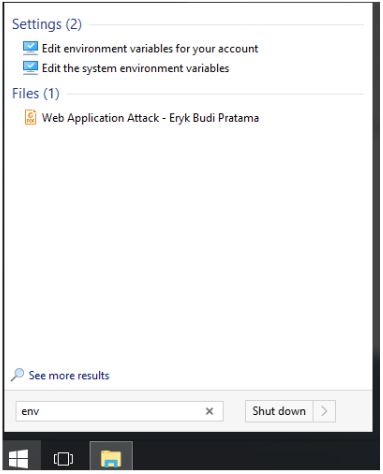 Settings (2)
Edit environment variables for your account
Edit the system environment variables
Files (1)
Web Application Attack - Eryk Budi Pratama
See more results
env
Shut down